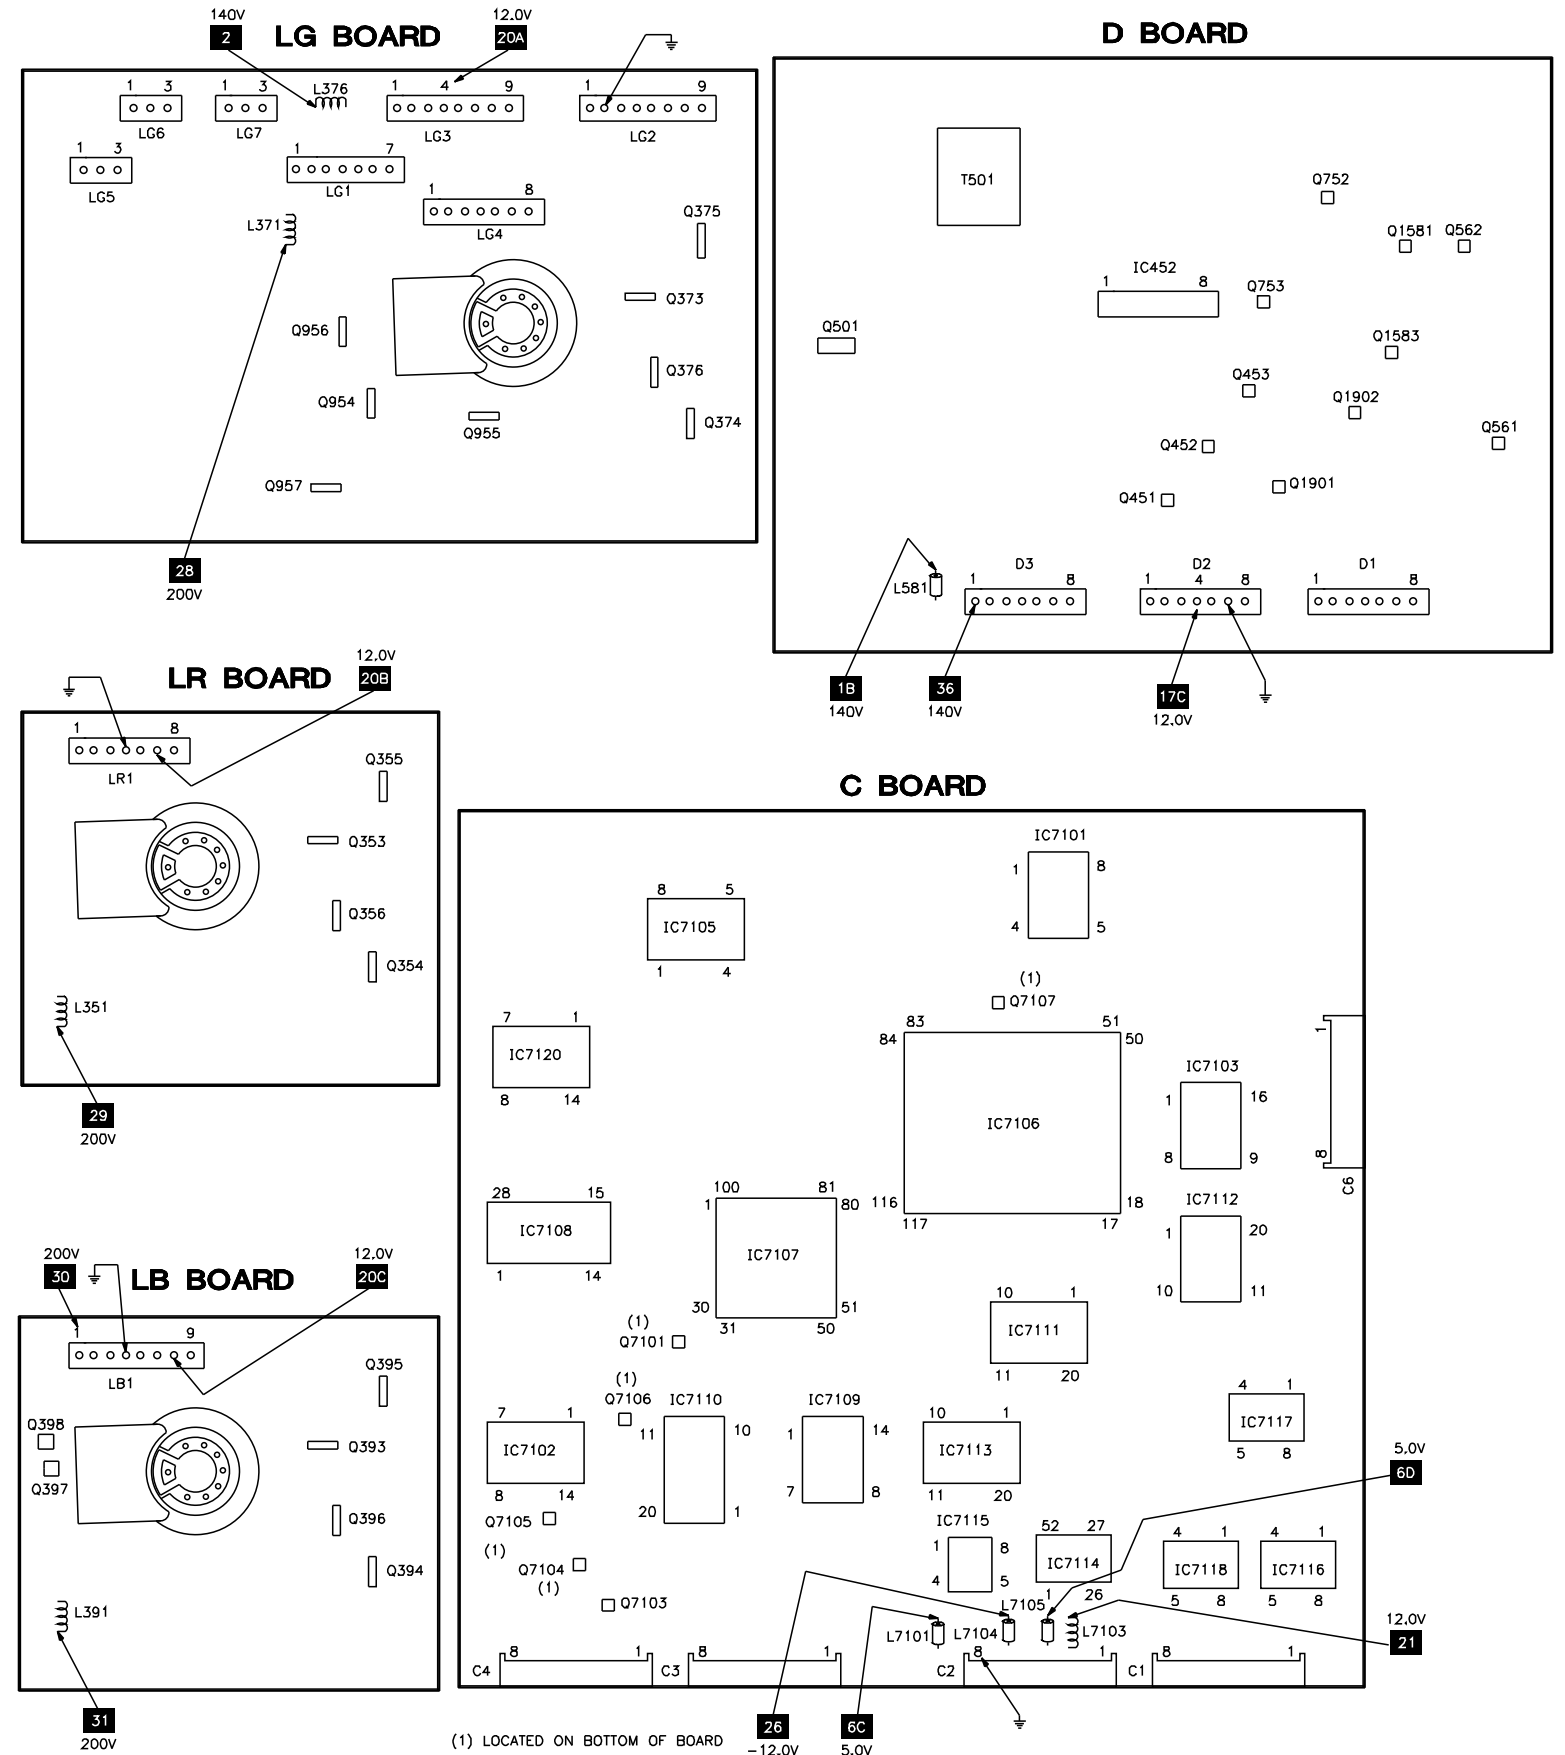 140V
2
LG BOARD
12.0V
20A
1 3
LG6
1 3
LG7
L376
1 4 9
LG3
1 9
LG2
1 3
LG5
1 7
LG1
1 8
LG4
L371
Q375
Q373
Q956
Q376
Q954
Q374
Q955
Q957
28
200V
D BOARD
T501
Q752
Q1581
Q562
IC452
1 8
Q753
Q501
Q1583
Q453
Q1902
Q561
Q452
Q451
Q1901
L581
D3
1 8
D2
1 4 8
D1
1 8
1B
140V
36
140V
17C
12.0V
LR BOARD
12.0V
20B
1 8
LR1
Q355
Q353
Q356
Q354
L351
29
200V
200V
30
LB BOARD
12.0V
20C
1 9
LB1
Q395
Q398
Q397
Q393
Q396
Q394
L391
31
200V
C BOARD
IC7101
1 8
4 5
8 5
IC7105
1 4
(1)
Q7107
7 1
IC7120
8 14
83 51
84 50
IC7106
116 18
117 17
IC7103
1 16
8 9
1
8
C6
IC7112
1 20
10 11
28 15
IC7108
1 14
100 81
1 80
IC7107
30 51
31 50
10 1
IC7111
11 20
(1)
Q7101
(1)
Q7106
7 1
IC7102
8 14
IC7110
11 10
20 1
IC7109
1 14
7 8
10 1
IC7113
11 20
4 1
IC7117
5 8
5.0V
6D
Q7105
(1)
Q7104
(1)
Q7103
IC7115
1 8
4 5
52 27
IC7114
1 26
4 1
IC7118
5 8
4 1
IC7116
5 8
L7101
L7104
L7105
L7103
12.0V
21
C4
8 1
C3
8 1
C2
8 1
C1
8 1
(1) LOCATED ON BOTTOM OF BOARD
26
-12.0V
6C
5.0V